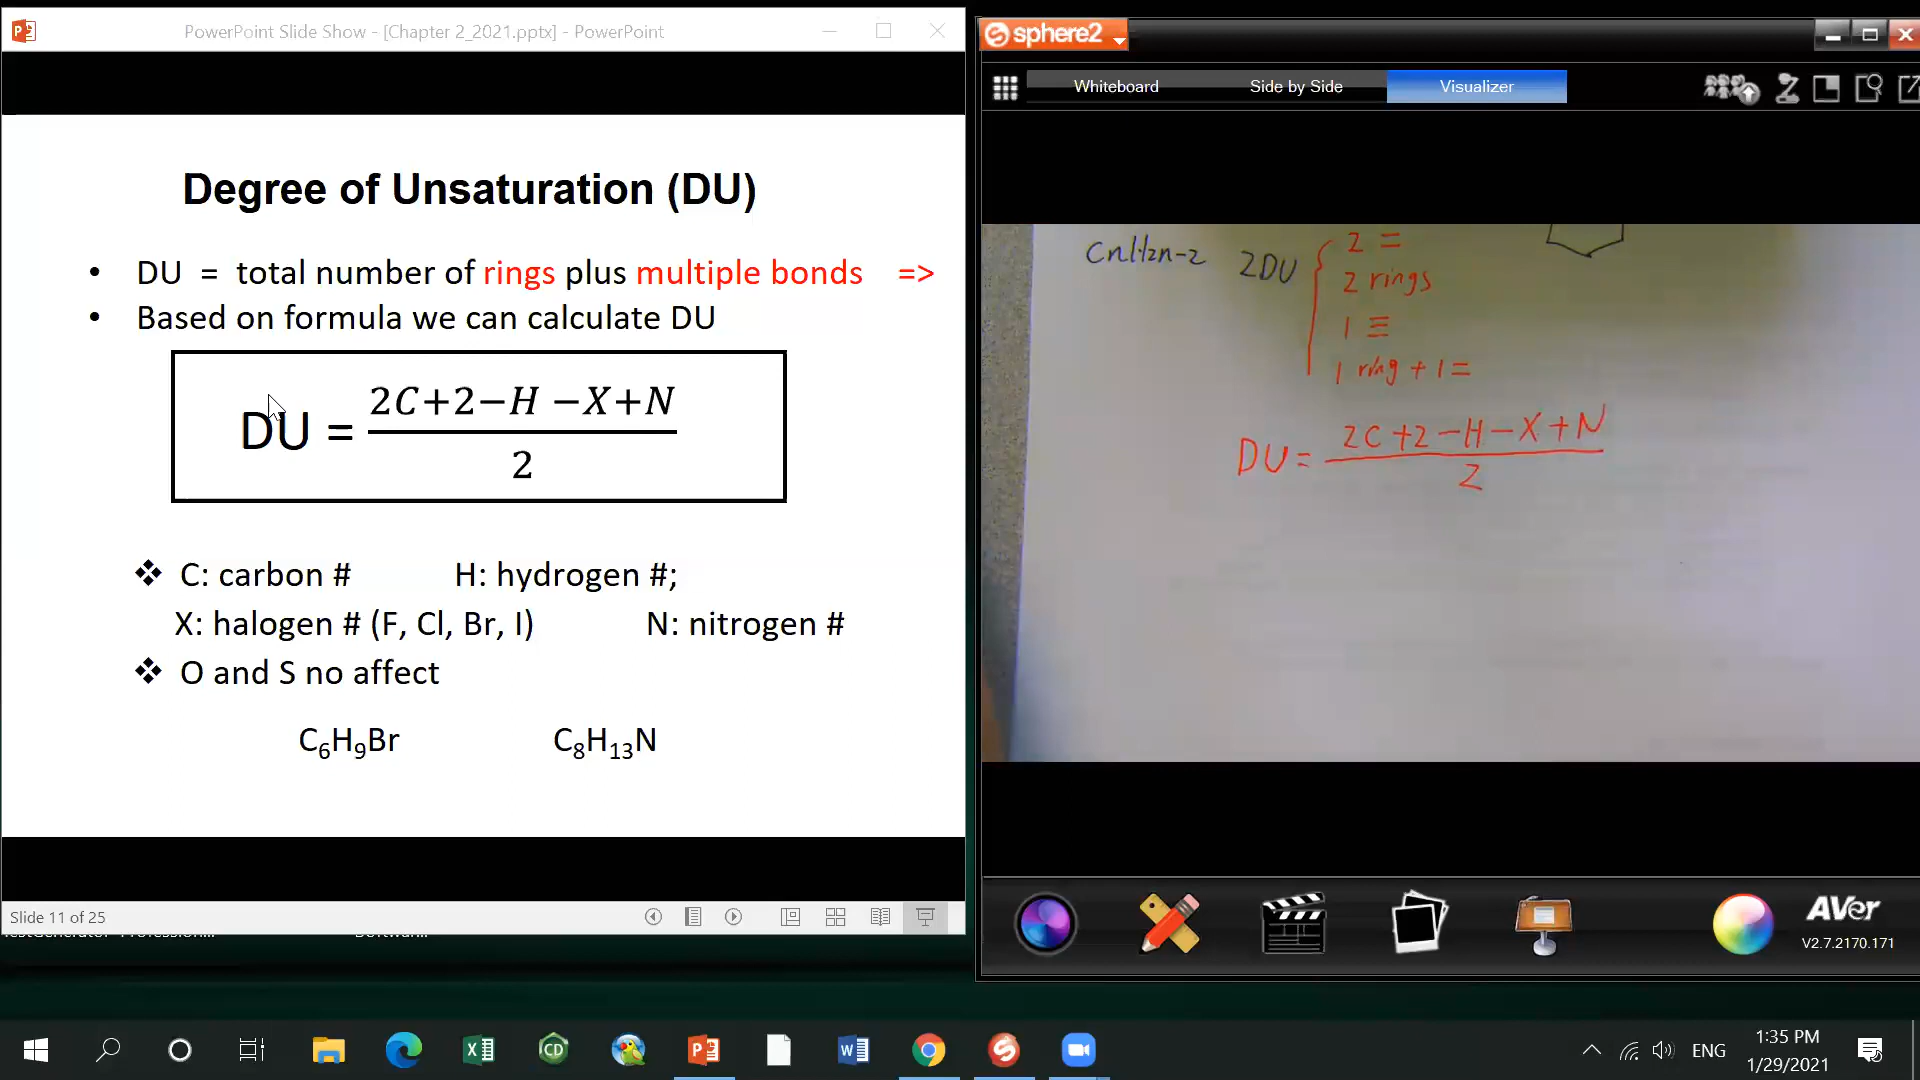 PowerPoint Slide Show - [Chapter 2_2021.pptx] - PowerPoint
Degree of Unsaturation (DU)
• DU = total number of rings plus multiple bonds =>
• Based on formula we can calculate DU
DU = 2C+2−H −X+N
2
❖ C: carbon # H: hydrogen #;
X: halogen # (F, Cl, Br, I) N: nitrogen #
❖ O and S no affect
C6H9Br C8H13N
Slide 11 of 25
sphere2
Whiteboard Side by Side Visualizer
CnH2n-2 2DU
2 =
2 rings
1 ≡
1 ring + 1 =
DU = 2C +2 -H - X + N
2
AVer
V2.7.2170.171
CD
ENG
1:35 PM
1/29/2021